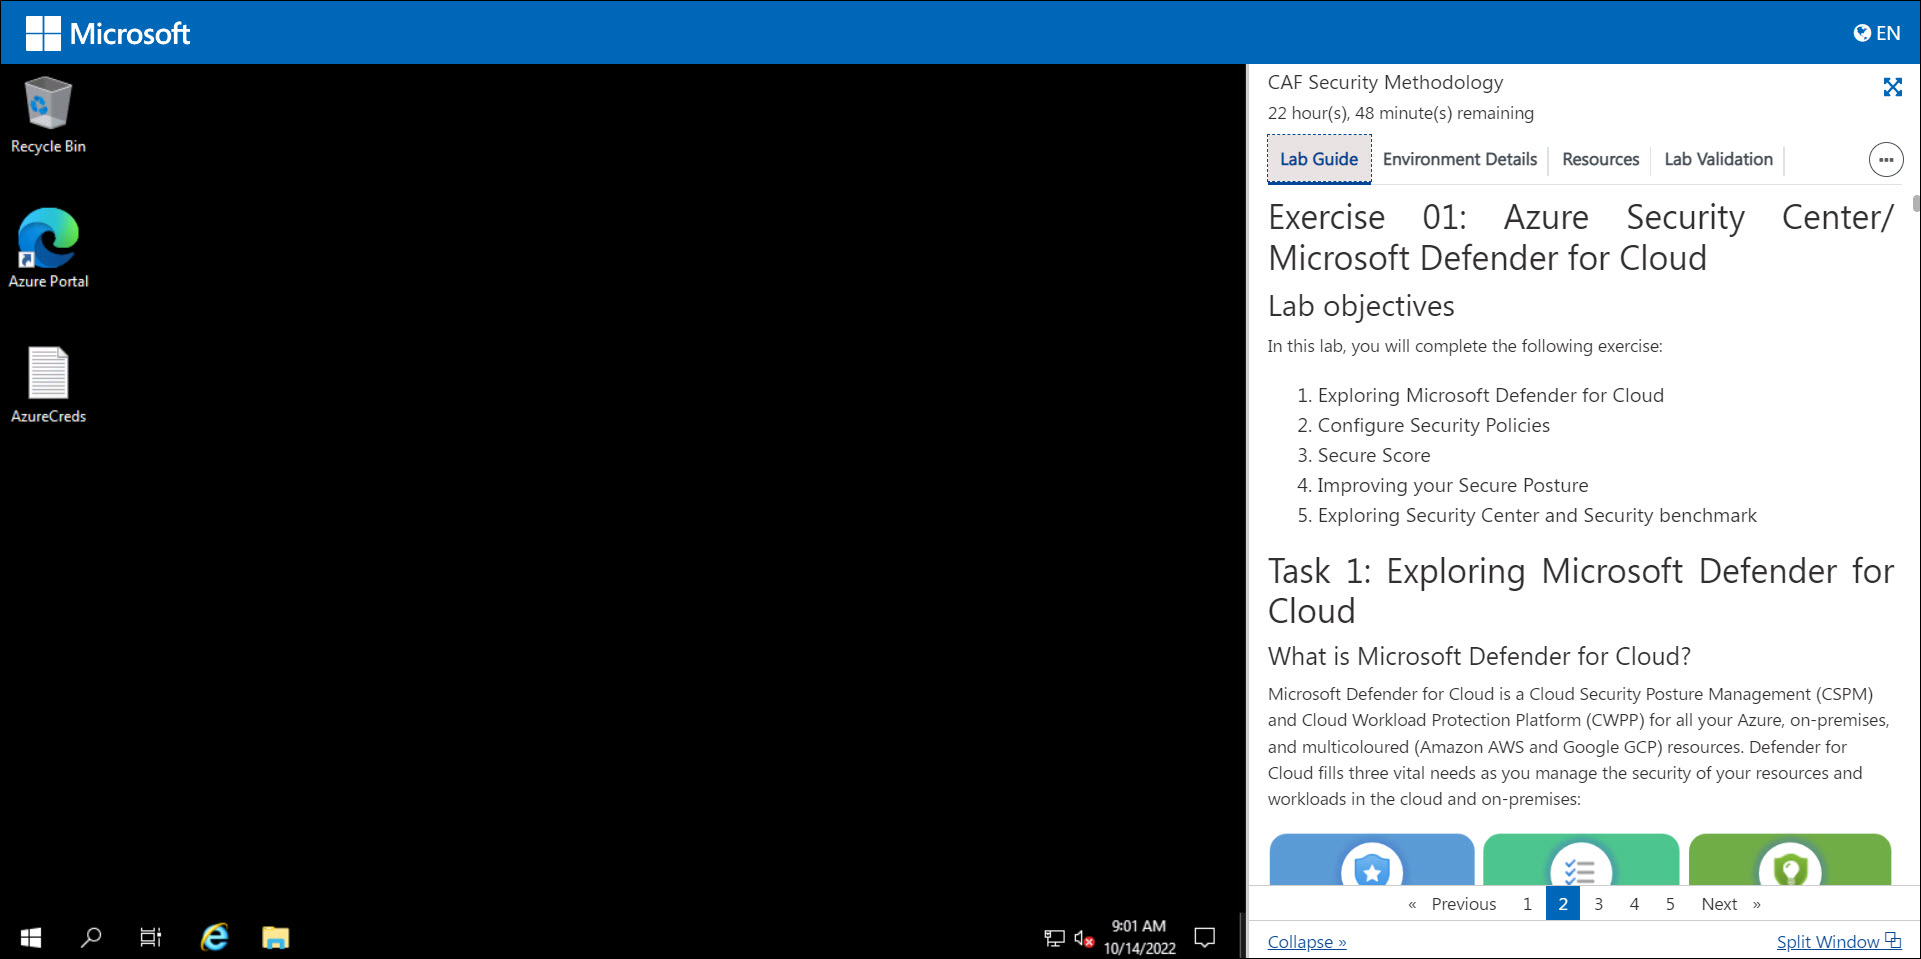 Microsoft
EN
Recycle Bin
Azure Portal
AzureCreds
9:01 AM
10/14/2022
CAF Security Methodology
22 hour(s), 48 minute(s) remaining
Lab Guide
Environment Details
Resources
Lab Validation
Exercise 01: Azure Security Center/
Microsoft Defender for Cloud
Lab objectives
In this lab, you will complete the following exercise:
1. Exploring Microsoft Defender for Cloud
2. Configure Security Policies
3. Secure Score
4. Improving your Secure Posture
5. Exploring Security Center and Security benchmark
Task 1: Exploring Microsoft Defender for
Cloud
What is Microsoft Defender for Cloud?
Microsoft Defender for Cloud is a Cloud Security Posture Management (CSPM)
and Cloud Workload Protection Platform (CWPP) for all your Azure, on-premises,
and multicoloured (Amazon AWS and Google GCP) resources. Defender for
Cloud fills three vital needs as you manage the security of your resources and
workloads in the cloud and on-premises:
« Previous 1 2 3 4 5 Next »
Collapse »
Split Window